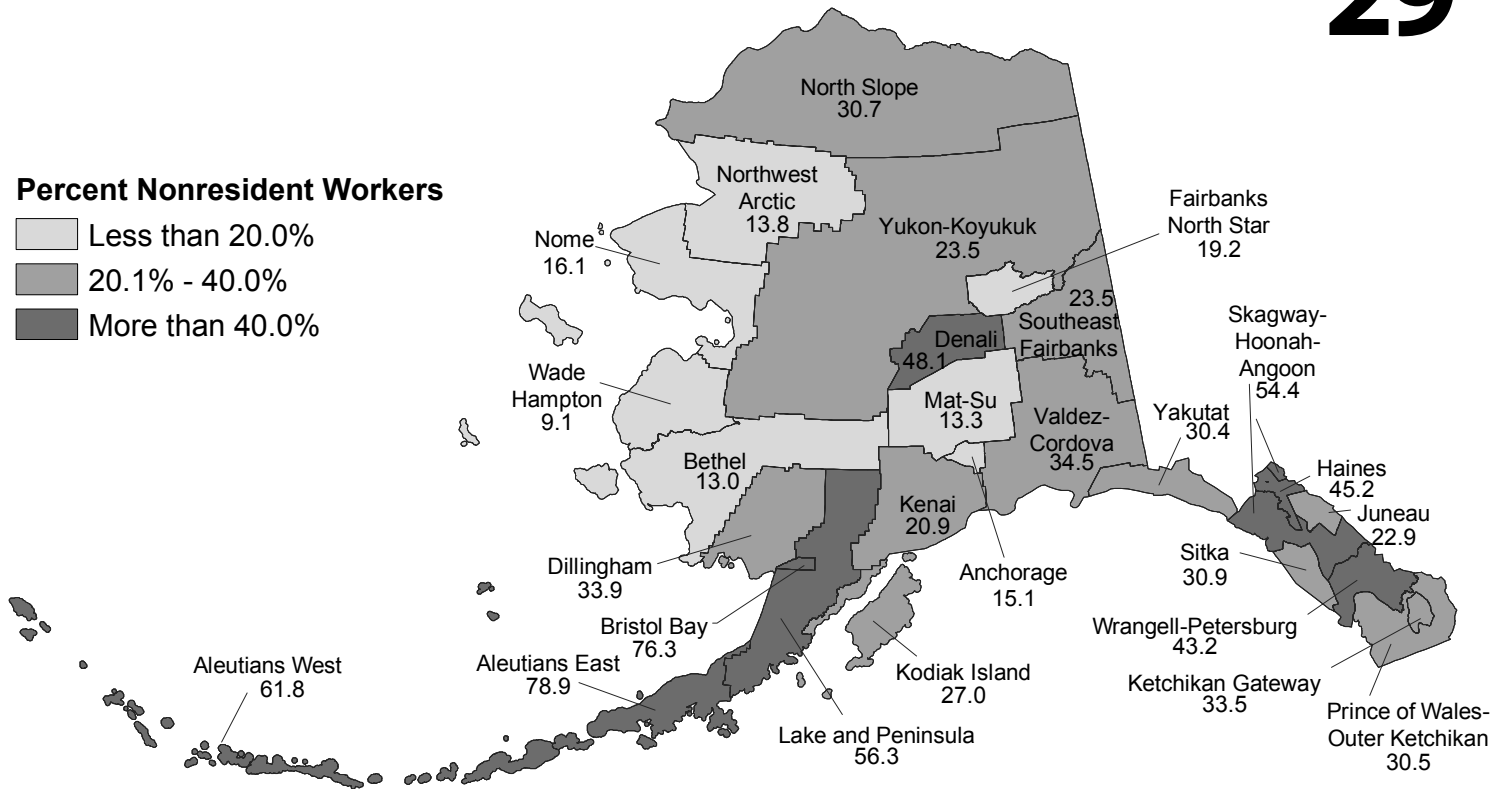 29
Percent Nonresident Workers
Less than 20.0%
20.1% - 40.0%
More than 40.0%
North Slope
30.7
Northwest
Arctic
13.8
Nome
16.1
Yukon-Koyukuk
23.5
Fairbanks
North Star
19.2
23.5
Southeast
Fairbanks
Denali
48.1
Wade
Hampton
9.1
Mat-Su
13.3
Valdez-
Cordova
34.5
Yakutat
30.4
Skagway-
Hoonah-
Angoon
54.4
Haines
45.2
Juneau
22.9
Bethel
13.0
Kenai
20.9
Dillingham
33.9
Anchorage
15.1
Sitka
30.9
Bristol Bay
76.3
Wrangell-Petersburg
43.2
Aleutians West
61.8
Aleutians East
78.9
Kodiak Island
27.0
Ketchikan Gateway
33.5
Lake and Peninsula
56.3
Prince of Wales-
Outer Ketchikan
30.5